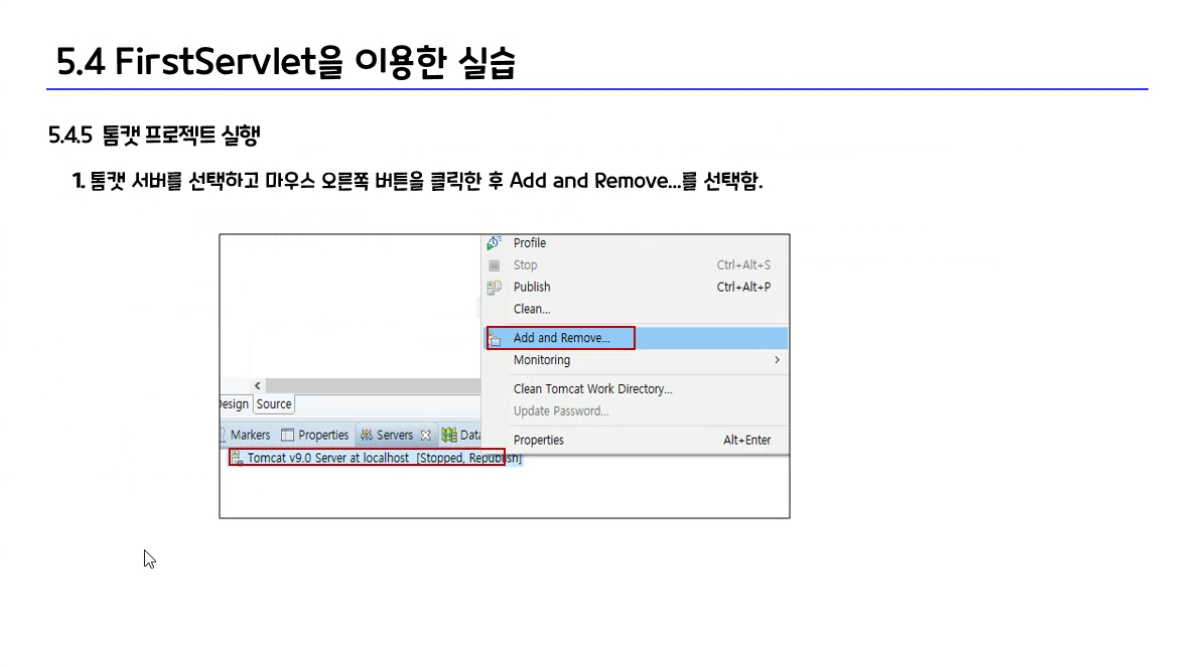 5.4 FirstServlet을 이용한 실습
5.4.5 톰캣 프로젝트 실행
1. 톰캣 서버를 선택하고 마우스 오른쪽 버튼을 클릭한 후 Add and Remove...를 선택함.
Profile
Stop Ctrl+Alt+S
Publish Ctrl+Alt+P
Clean...
Add and Remove...
Monitoring
Clean Tomcat Work Directory...
Update Password...
Properties Alt+Enter
esign Source
Markers Properties Servers Data
Tomcat v9.0 Server at localhost [Stopped, Republish]